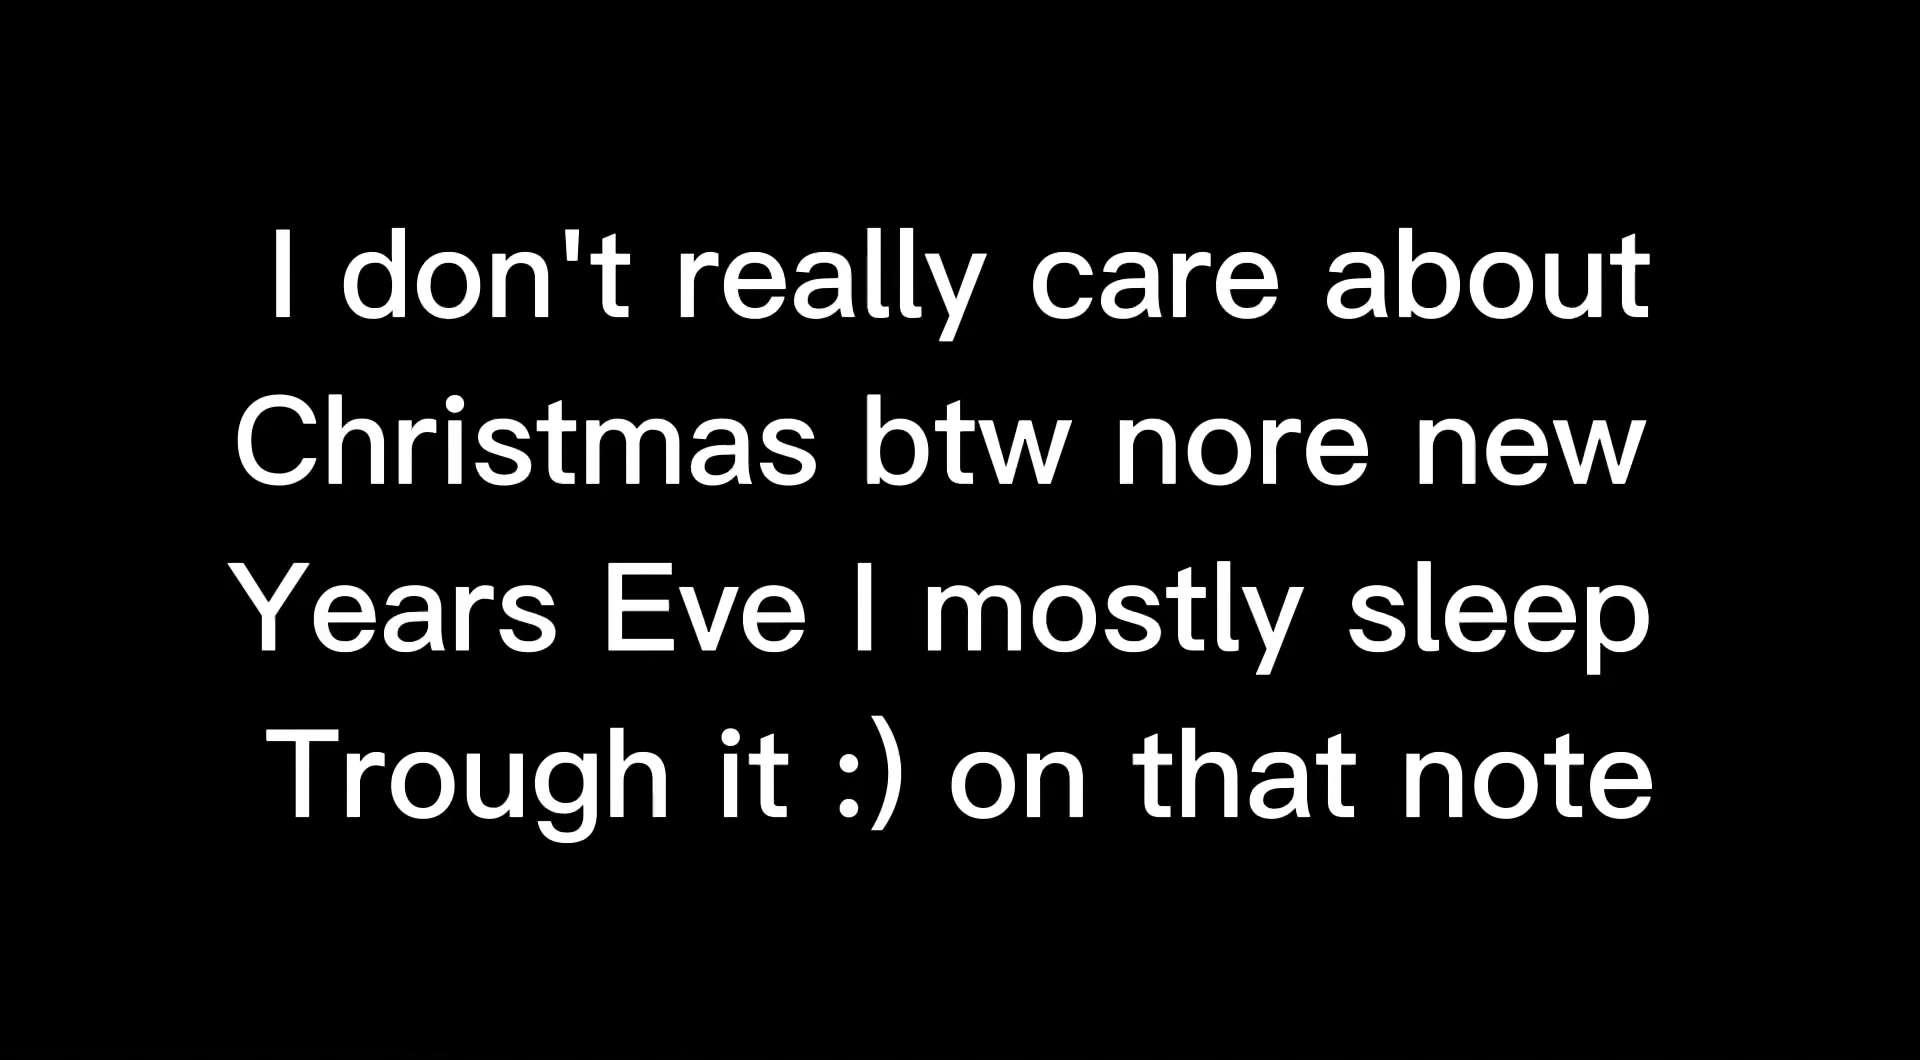 I don't really care about
Christmas btw nore new
Years Eve I mostly sleep
Trough it :) on that note